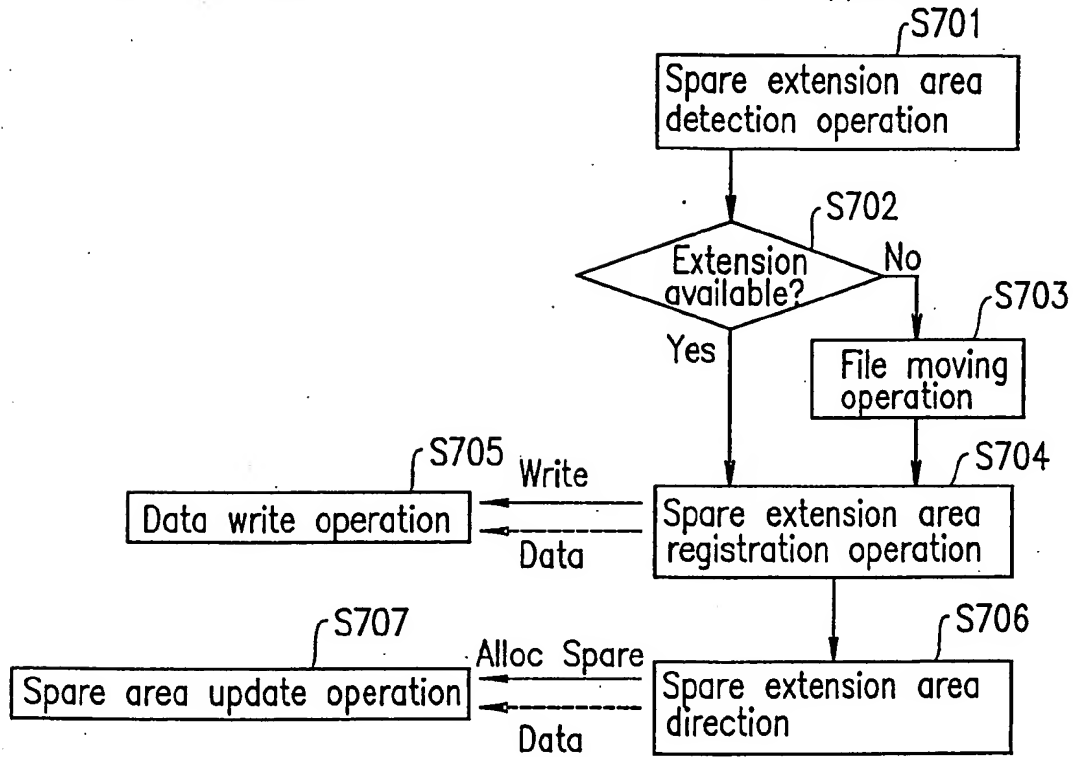 S701
Spare extension area
detection operation
S702
Extension
available?
No
Yes
S703
File moving
operation
S704
Spare extension area
registration operation
Write
Data
S705
Data write operation
S706
Spare extension area
direction
Alloc Spare
Data
S707
Spare area update operation